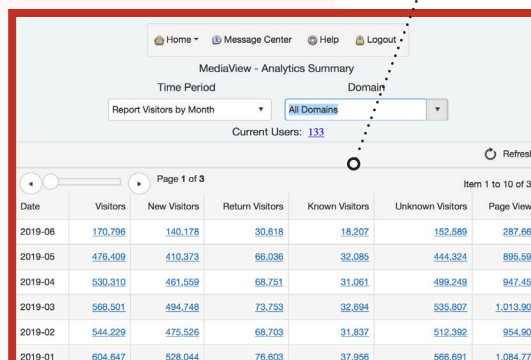 Home Message Center Help Logout
MediaView - Analytics Summary
Time Period Domain
Report Visitors by Month All Domains
Current Users: 133
Refresh
Page 1 of 3 Item 1 to 10 of 3
Date Visitors New Visitors Return Visitors Known Visitors Unknown Visitors Page View
2019-06 170,796 140,178 30,618 18,207 152,589 287,66
2019-05 476,409 410,373 66,036 32,085 444,324 895,59
2019-04 530,310 461,559 68,751 31,061 499,249 947,45
2019-03 568,501 494,748 73,753 32,694 535,807 1,013,90
2019-02 544,229 475,526 68,703 31,837 512,392 954,90
2019-01 604,647 528,044 76,603 37,956 566,691 1,084,77